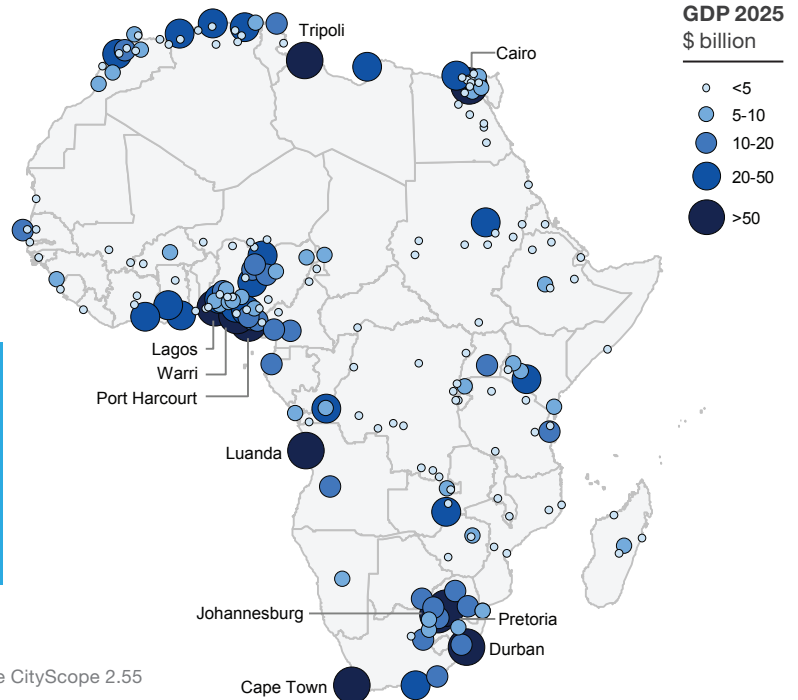 GDP 2025
$ billion
<5
5-10
10-20
20-50
>50
Tripoli
Cairo
Lagos
Warri
Port Harcourt
Luanda
Johannesburg
Pretoria
Durban
Cape Town
CityScope 2.55